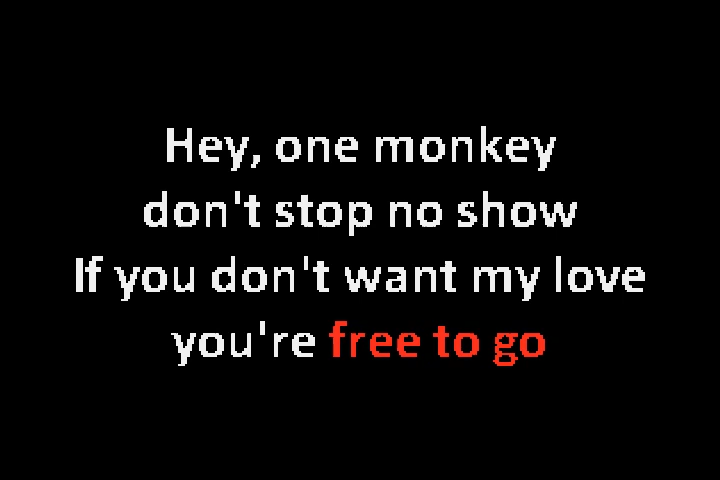 Hey, one monkey
don't stop no show
If you don't want my love
you're free to go